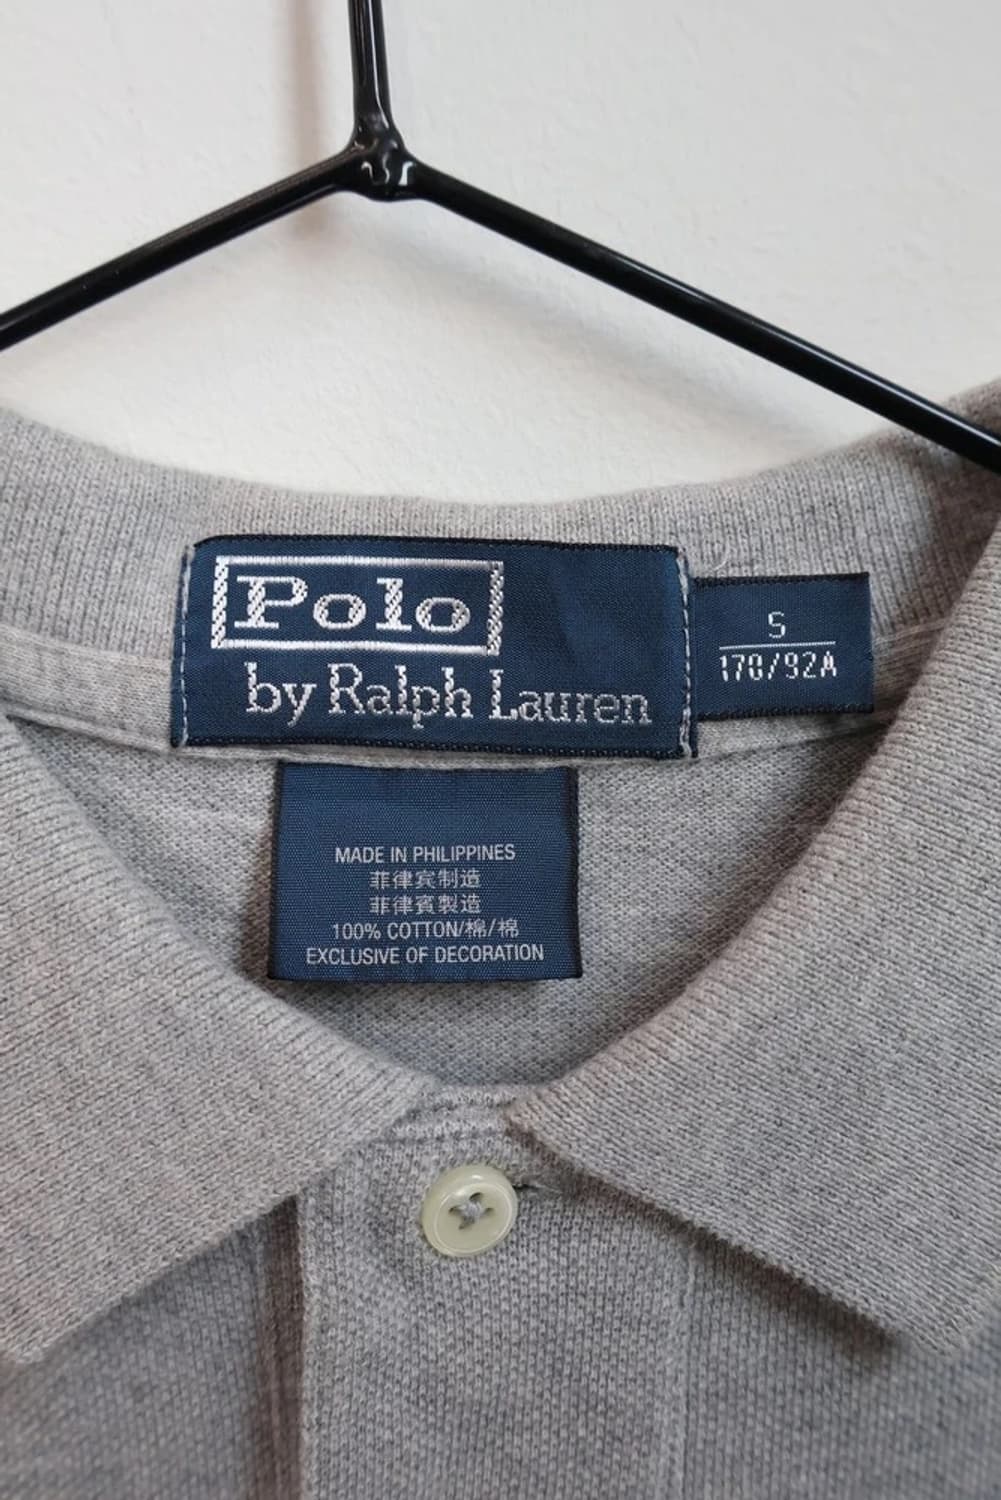 Polo
by Ralph Lauren
S
170/92A
MADE IN PHILIPPINES
菲律宾制造
菲律賓製造
100% COTTON/棉/棉
EXCLUSIVE OF DECORATION